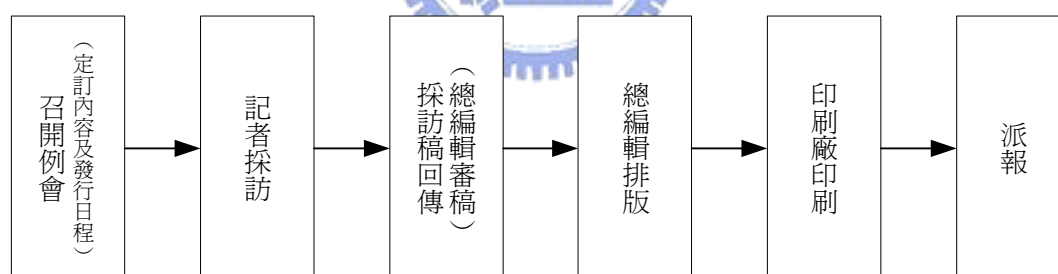 召開例會
（定訂內容及發行日程）
記者採訪
採訪稿回傳
（總編輯審稿）
總編輯排版
印刷廠印刷
派報